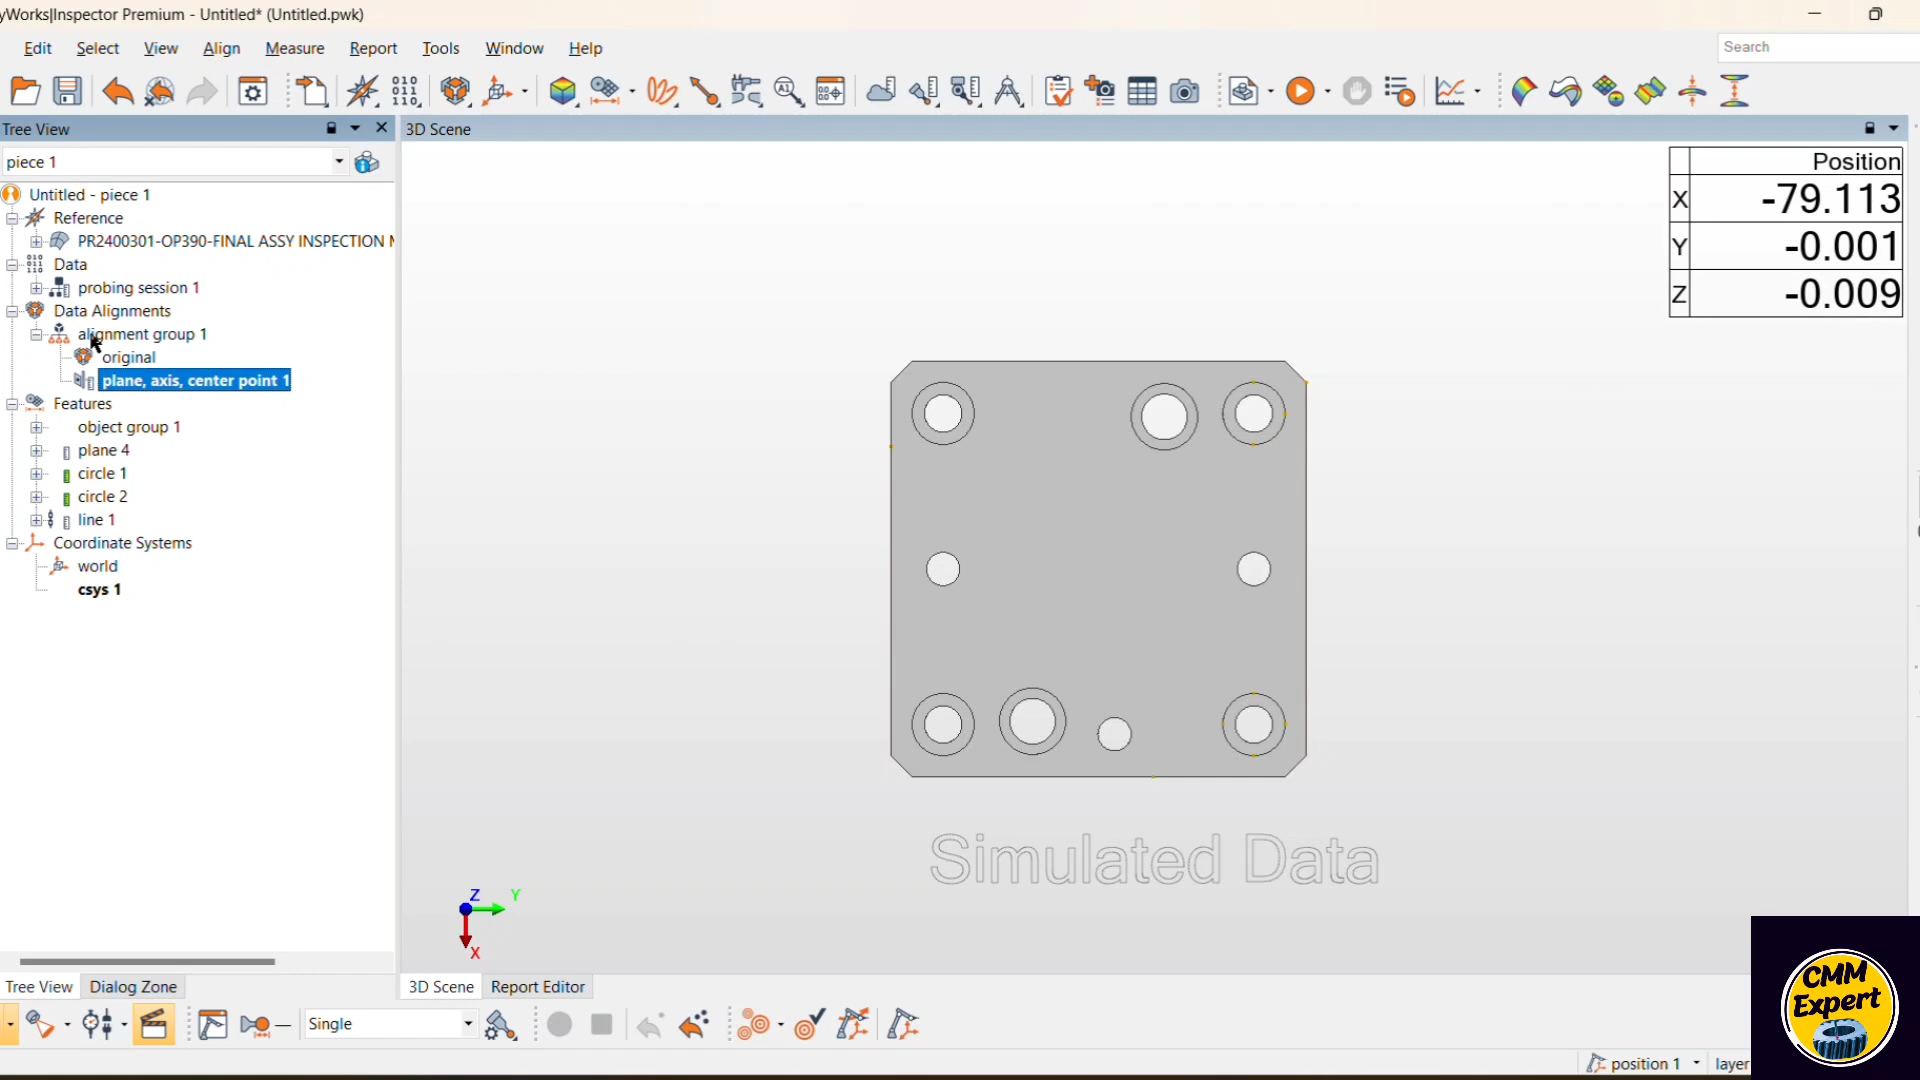 yWorks|Inspector Premium - Untitled* (Untitled.pwk)
Edit Select View Align Measure Report Tools Window Help
Search
Tree View
3D Scene
piece 1
Untitled - piece 1
Reference
PR2400301-OP390-FINAL ASSY INSPECTION
Data
probing session 1
Data Alignments
alignment group 1
original
plane, axis, center point 1
Features
object group 1
plane 4
circle 1
circle 2
line 1
Coordinate Systems
world
csys 1
Position
X -79.113
Y -0.001
Z -0.009
Simulated Data
Z Y
X
Tree View Dialog Zone
3D Scene Report Editor
Single
position 1 layer
CMM
Expert